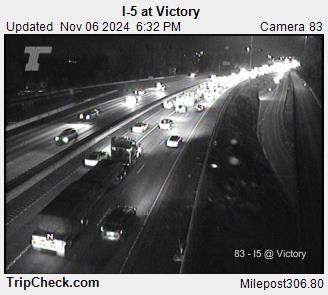 I-5 at Victory
Updated Nov 06 2024 6:32 PM Camera 83
T
83 - I5 @ Victory
N
TripCheck.com Milepost306.80